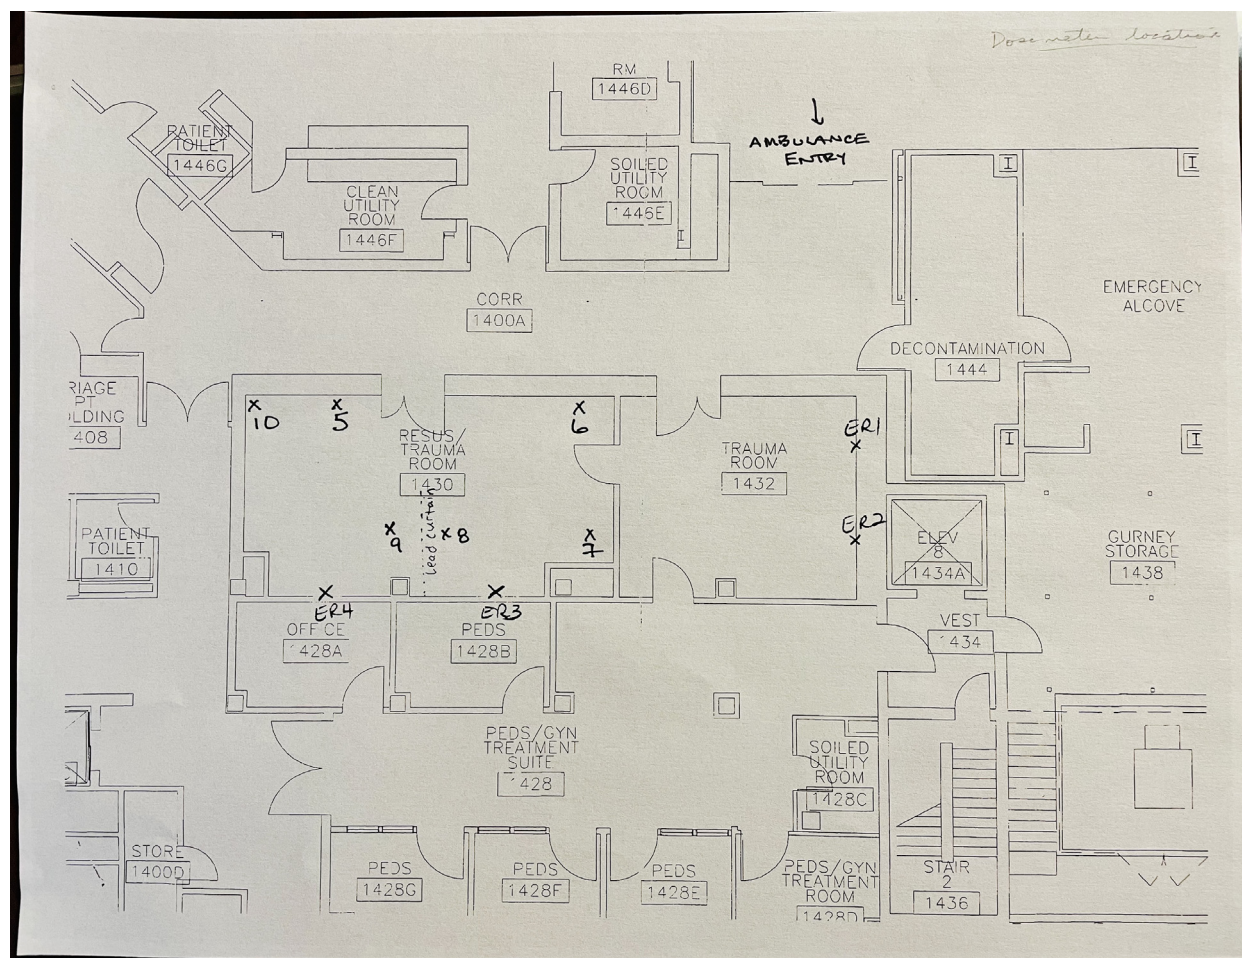 Dosemeter locations
RM
1446D
AMBULANCE
ENTRY
PATIENT
TOILET
1446G
CLEAN
UTILITY
ROOM
1446F
SOILED
UTILITY
ROOM
1446E
I
I
I
EMERGENCY
ALCOVE
CORR
1400A
DECONTAMINATION
1444
I
I
RIAGE
PT
LDING
408
x
10
x
5
x
6
RESUS/
TRAUMA
ROOM
1430
TRAUMA
ROOM
1432
ER1
x
ER2
x
x
9
lead curtain
x 8
x
7
PATIENT
TOILET
1410
ELEV
8
1434A
GURNEY
STORAGE
1438
x
ER4
x
ER3
OFFICE
1428A
PEDS
1428B
VEST
1434
PEDS/GYN
TREATMENT
SUITE
1428
SOILED
UTILITY
ROOM
1428C
STORE
1400D
PEDS
1428G
PEDS
1428F
PEDS
1428E
PEDS/GYN
TREATMENT
ROOM
1428D
STAIR
2
1436